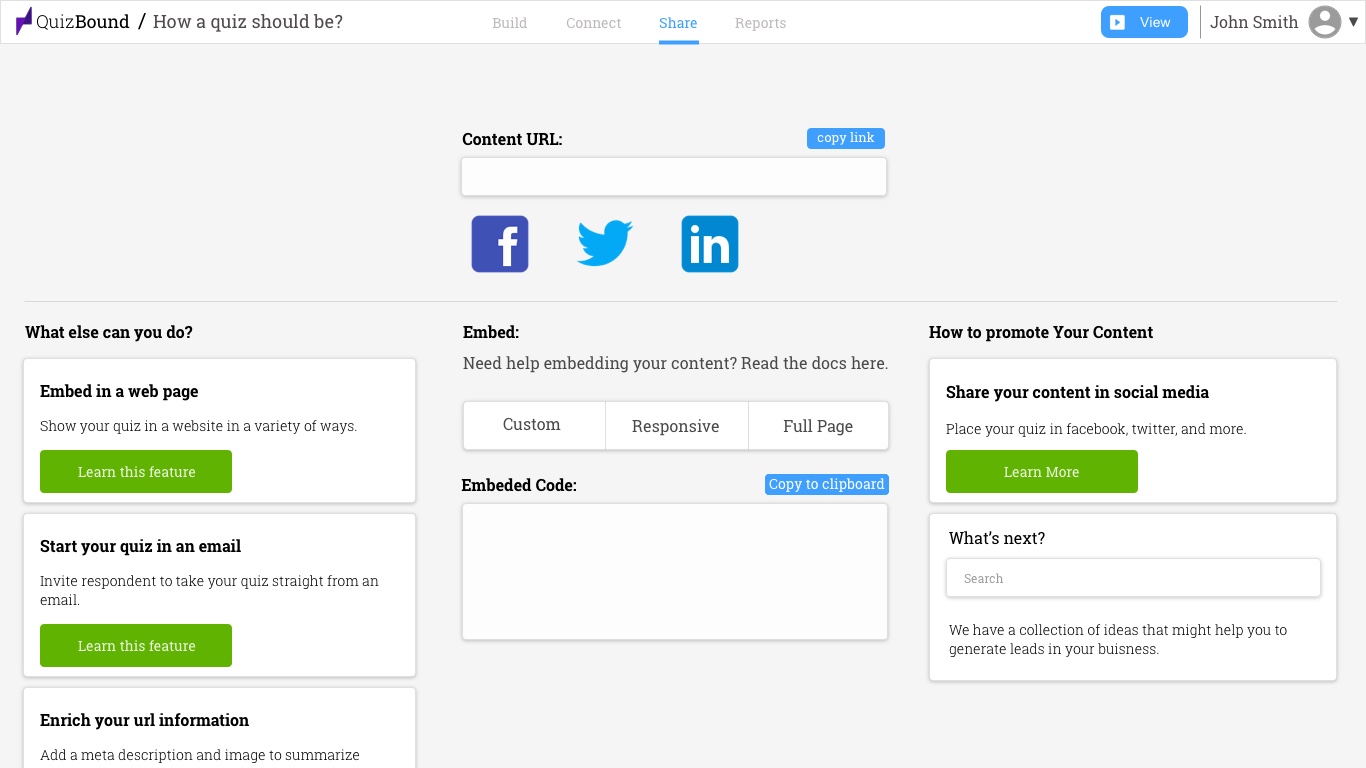 QuizBound / How a quiz should be?
Build
Connect
Share
Reports
View
John Smith
Content URL:
copy link
f
in
What else can you do?
Embed in a web page
Show your quiz in a website in a variety of ways.
Learn this feature
Start your quiz in an email
Invite respondent to take your quiz straight from an
email.
Learn this feature
Enrich your url information
Add a meta description and image to summarize
Embed:
Need help embedding your content? Read the docs here.
Custom
Responsive
Full Page
Embeded Code:
Copy to clipboard
How to promote Your Content
Share your content in social media
Place your quiz in facebook, twitter, and more.
Learn More
What's next?
Search
We have a collection of ideas that might help you to
generate leads in your buisness.